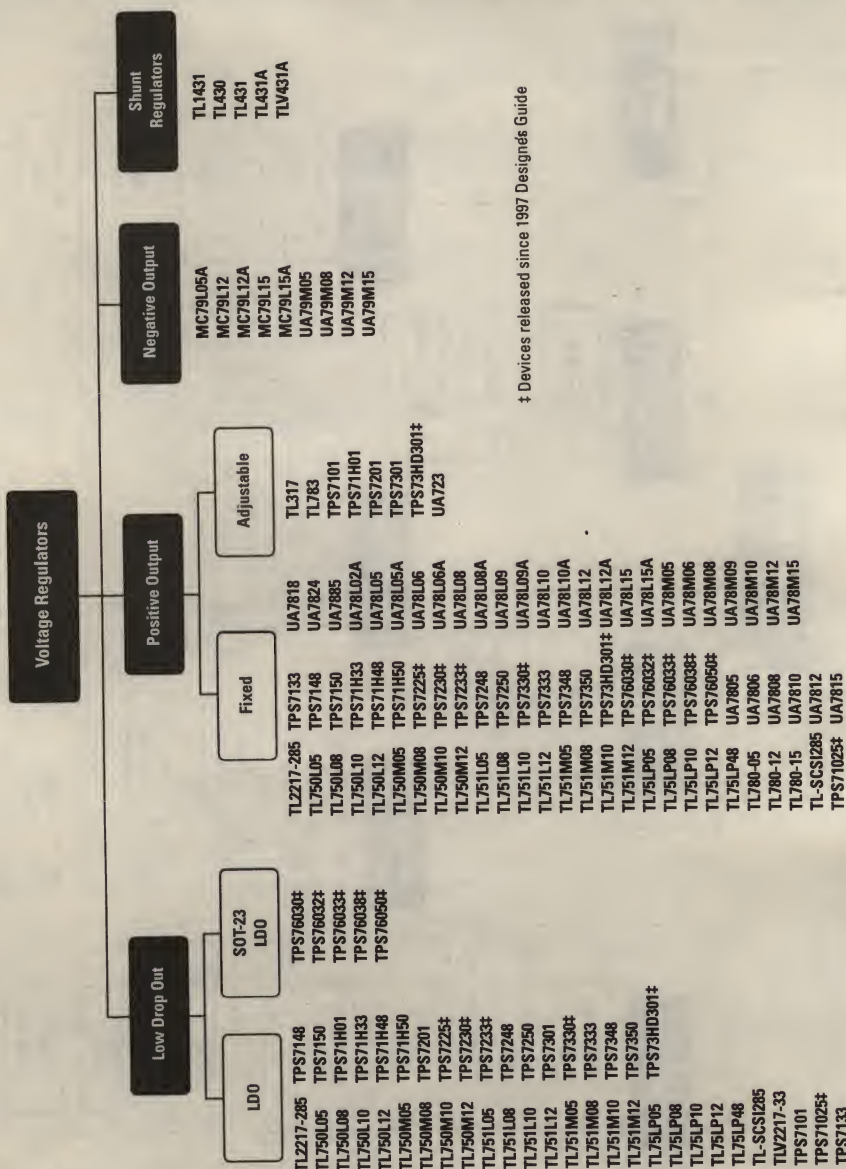 Voltage Regulators
Low Drop Out
Positive Output
Negative Output
Shunt
Regulators
LDO
SOT-23
LDO
Fixed
Adjustable
TL2217-285
TL750L05
TL750L08
TL750L10
TL750L12
TL750M05
TL750M08
TL750M10
TL750M12
TL751L05
TL751L08
TL751L10
TL751L12
TL751M05
TL751M08
TL751M10
TL751M12
TL75LP05
TL75LP08
TL75LP10
TL75LP12
TL75LP48
TL-SCSI285
TLV2217-33
TPS7101
TPS71025‡
TPS7133
TPS7148
TPS7150
TPS71H01
TPS71H33
TPS71H48
TPS71H50
TPS7201
TPS7225‡
TPS7230‡
TPS7233‡
TPS7248
TPS7250
TPS7301
TPS7330‡
TPS7333
TPS7348
TPS7350
TPS73HD301‡
TPS76030‡
TPS76032‡
TPS76033‡
TPS76038‡
TPS76050‡
TL2217-285
TL750L05
TL750L08
TL750L10
TL750L12
TL750M05
TL750M08
TL750M10
TL750M12
TL751L05
TL751L08
TL751L10
TL751L12
TL751M05
TL751M08
TL751M10
TL751M12
TL75LP05
TL75LP08
TL75LP10
TL75LP12
TL75LP48
TL780-05
TL780-12
TL780-15
TL-SCSI285
TPS71025‡
TPS7133
TPS7148
TPS7150
TPS71H33
TPS71H48
TPS71H50
TPS7225‡
TPS7230‡
TPS7233‡
TPS7248
TPS7250
TPS7330‡
TPS7333
TPS7348
TPS7350
TPS73HD301‡
TPS76030‡
TPS76032‡
TPS76033‡
TPS76038‡
TPS76050‡
UA7805
UA7806
UA7808
UA7810
UA7812
UA7815
UA7818
UA7824
UA7885
UA78L02A
UA78L05
UA78L05A
UA78L06
UA78L06A
UA78L08
UA78L08A
UA78L09
UA78L09A
UA78L10
UA78L10A
UA78L12
UA78L12A
UA78L15
UA78L15A
UA78M05
UA78M06
UA78M08
UA78M09
UA78M10
UA78M12
UA78M15
TL317
TL783
TPS7101
TPS71H01
TPS7201
TPS7301
TPS73HD301‡
UA723
MC79L05A
MC79L12
MC79L12A
MC79L15
MC79L15A
UA79M05
UA79M08
UA79M12
UA79M15
TL1431
TL430
TL431
TL431A
TLV431A
‡ Devices released since 1997 Designeʼs Guide